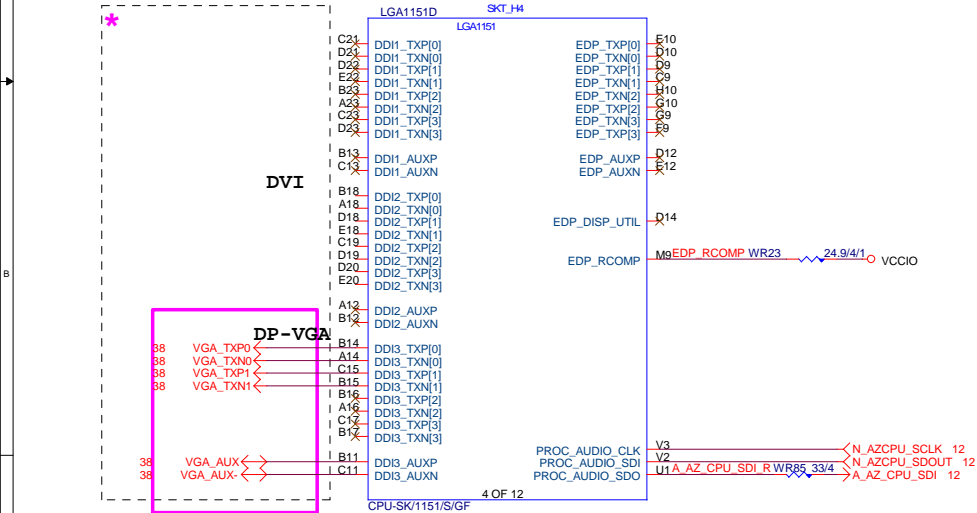 *
LGA1151D SKT_H4
LGA1151
C21 DDI1_TXP[0] EDP_TXP[0] E10
D21 DDI1_TXN[0] EDP_TXN[0] D10
D22 DDI1_TXP[1] EDP_TXP[1] D9
E22 DDI1_TXN[1] EDP_TXN[1] C9
B23 DDI1_TXP[2] EDP_TXN[2] H10
A23 DDI1_TXN[2] EDP_TXP[2] G10
C23 DDI1_TXP[3] EDP_TXN[3] G9
D23 DDI1_TXN[3] EDP_TXP[3] F9
B13 DDI1_AUXP EDP_AUXP D12
C13 DDI1_AUXN EDP_AUXN E12
DVI
B18 DDI2_TXP[0]
A18 DDI2_TXN[0]
D18 DDI2_TXP[1] EDP_DISP_UTIL D14
E18 DDI2_TXN[1]
C19 DDI2_TXP[2]
D19 DDI2_TXN[2] EDP_RCOMP M9 EDP_RCOMP WR23 24.9/4/1 VCCIO
D20 DDI2_TXP[3]
E20 DDI2_TXN[3]
B
A12 DDI2_AUXP
B12 DDI2_AUXN
DP-VGA
38 VGA_TXP0 B14 DDI3_TXP[0]
38 VGA_TXN0 A14 DDI3_TXN[0]
38 VGA_TXP1 C15 DDI3_TXP[1]
38 VGA_TXN1 B15 DDI3_TXN[1]
B16 DDI3_TXP[2]
A16 DDI3_TXN[2]
C17 DDI3_TXP[3]
B17 DDI3_TXN[3]
PROC_AUDIO_CLK V3 N_AZCPU_SCLK 12
38 VGA_AUX B11 DDI3_AUXP PROC_AUDIO_SDI V2 N_AZCPU_SDOUT 12
38 VGA_AUX- C11 DDI3_AUXN PROC_AUDIO_SDO U1 A_AZ_CPU_SDI_R WR85 33/4 A_AZ_CPU_SDI 12
4 OF 12
CPU-SK/1151/S/GF